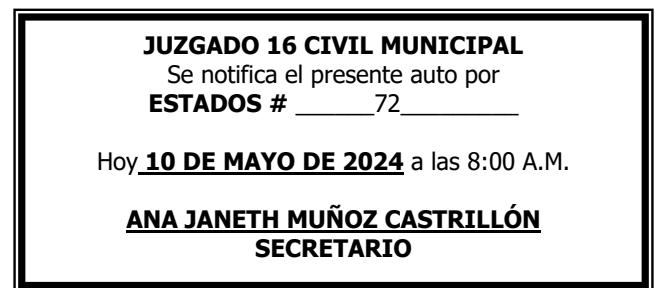 JUZGADO 16 CIVIL MUNICIPAL
Se notifica el presente auto por
ESTADOS # ______72_________
Hoy 10 DE MAYO DE 2024 a las 8:00 A.M.
ANA JANETH MUÑOZ CASTRILLÓN
SECRETARIO